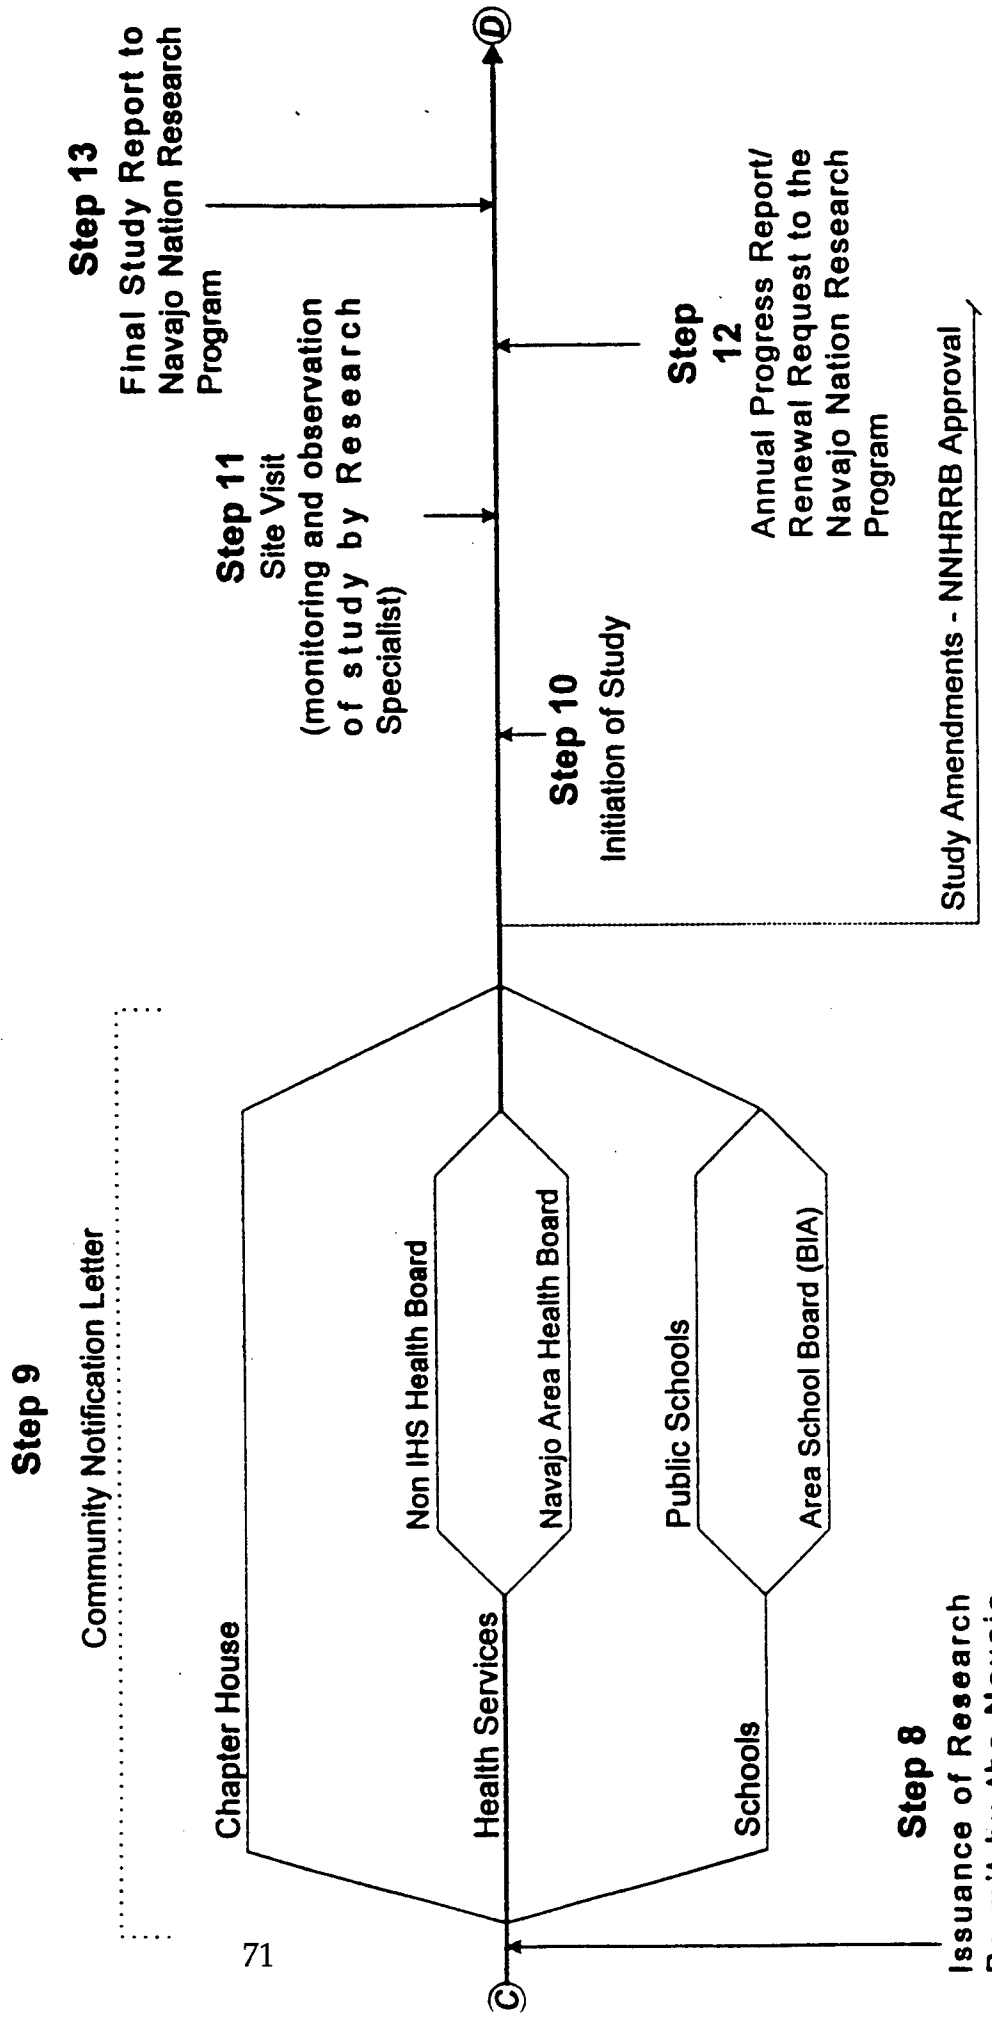 Step 9
Community Notification Letter
Chapter House
Health Services
Non IHS Health Board
Navajo Area Health Board
Schools
Public Schools
Area School Board (BIA)
C
Step 8
Issuance of Research
71
Step 10
Initiation of Study
Step 11
Site Visit
(monitoring and observation
of study by Research
Specialist)
Step
12
Annual Progress Report/
Renewal Request to the
Navajo Nation Research
Program
Step 13
Final Study Report to
Navajo Nation Research
Program
Study Amendments - NNHRRB Approval
D